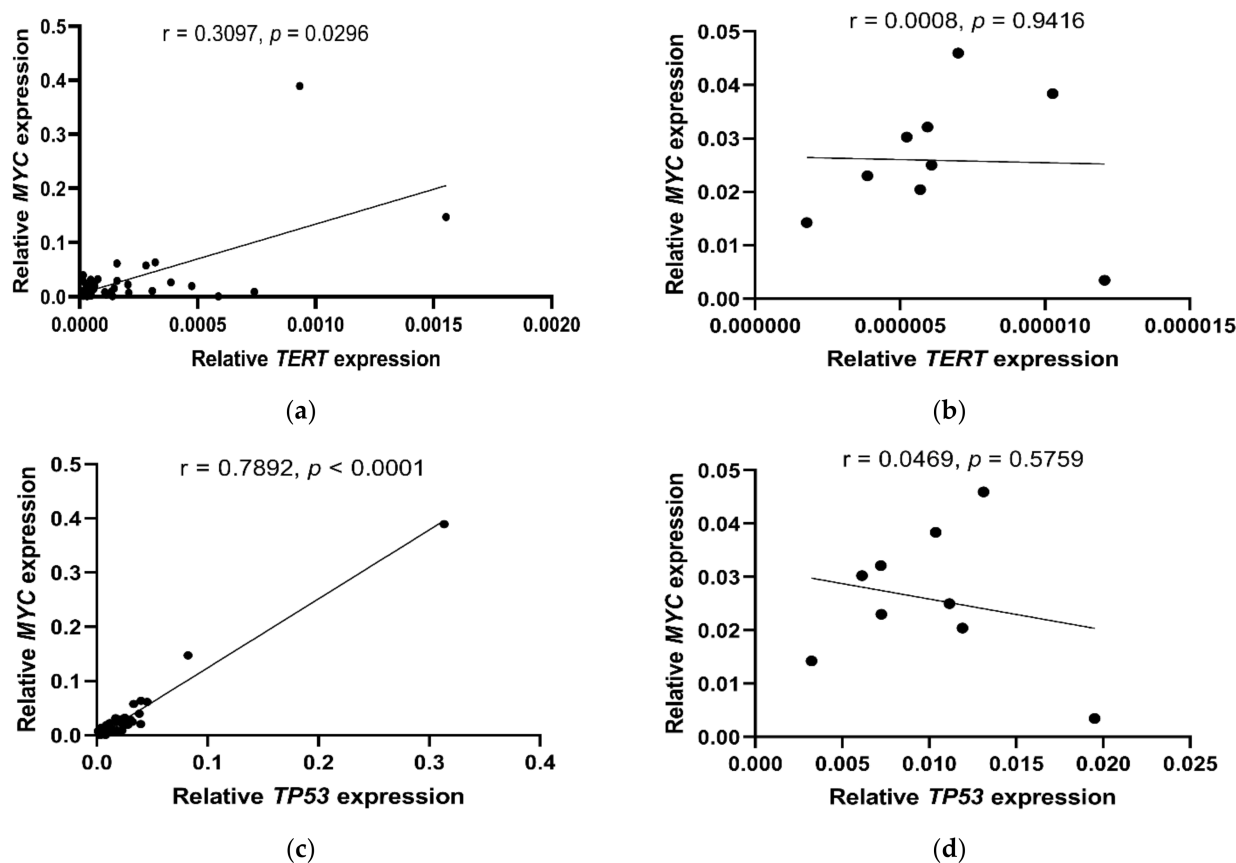 r = 0.3097, p = 0.0296
Relative MYC expression
0.5
0.4
0.3
0.2
0.1
0.0
0.0000 0.0005 0.0010 0.0015 0.0020
Relative TERT expression
(a)
r = 0.0008, p = 0.9416
Relative MYC expression
0.05
0.04
0.03
0.02
0.01
0.00
0.000000 0.000005 0.000010 0.000015
Relative TERT expression
(b)
r = 0.7892, p < 0.0001
Relative MYC expression
0.5
0.4
0.3
0.2
0.1
0.0
0.0 0.1 0.2 0.3 0.4
Relative TP53 expression
(c)
r = 0.0469, p = 0.5759
Relative MYC expression
0.05
0.04
0.03
0.02
0.01
0.00
0.000 0.005 0.010 0.015 0.020 0.025
Relative TP53 expression
(d)